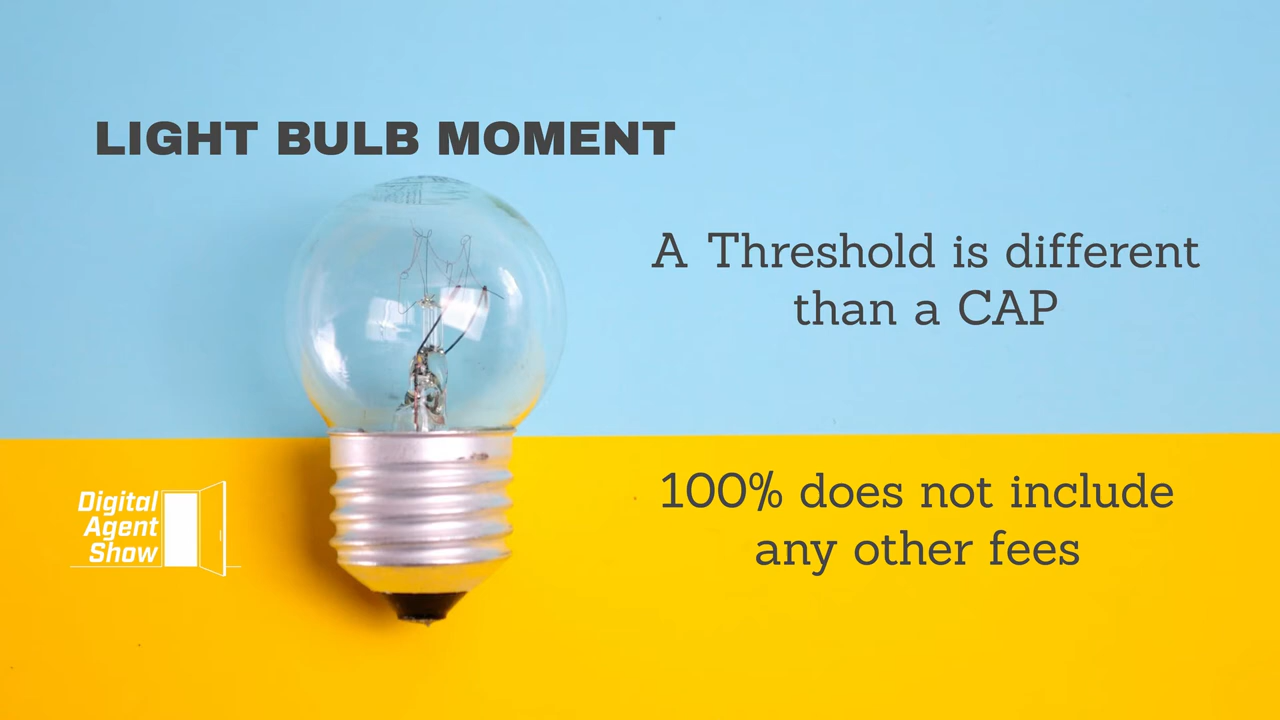 LIGHT BULB MOMENT
A Threshold is different
than a CAP
100% does not include
any other fees
Digital
Agent
Show